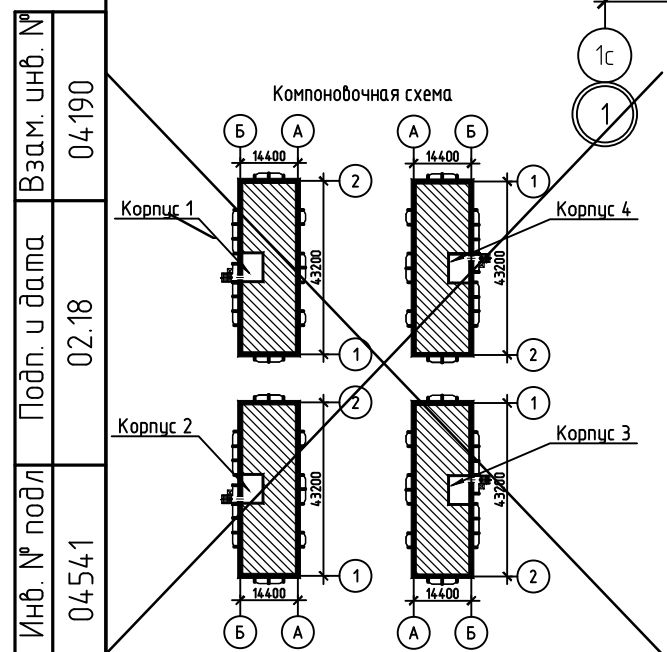 Взам. инв. №
04190
Подп. и дата
02.18
Инв. № подл
04541
1с
1
Компоновочная схема
Б А А Б
14400 14400
2 1
Корпус 1 Корпус 4
43200 43200
1 2
14400 14400
2 1
Корпус 2 Корпус 3
43200 43200
1 2
14400 14400
Б А А Б